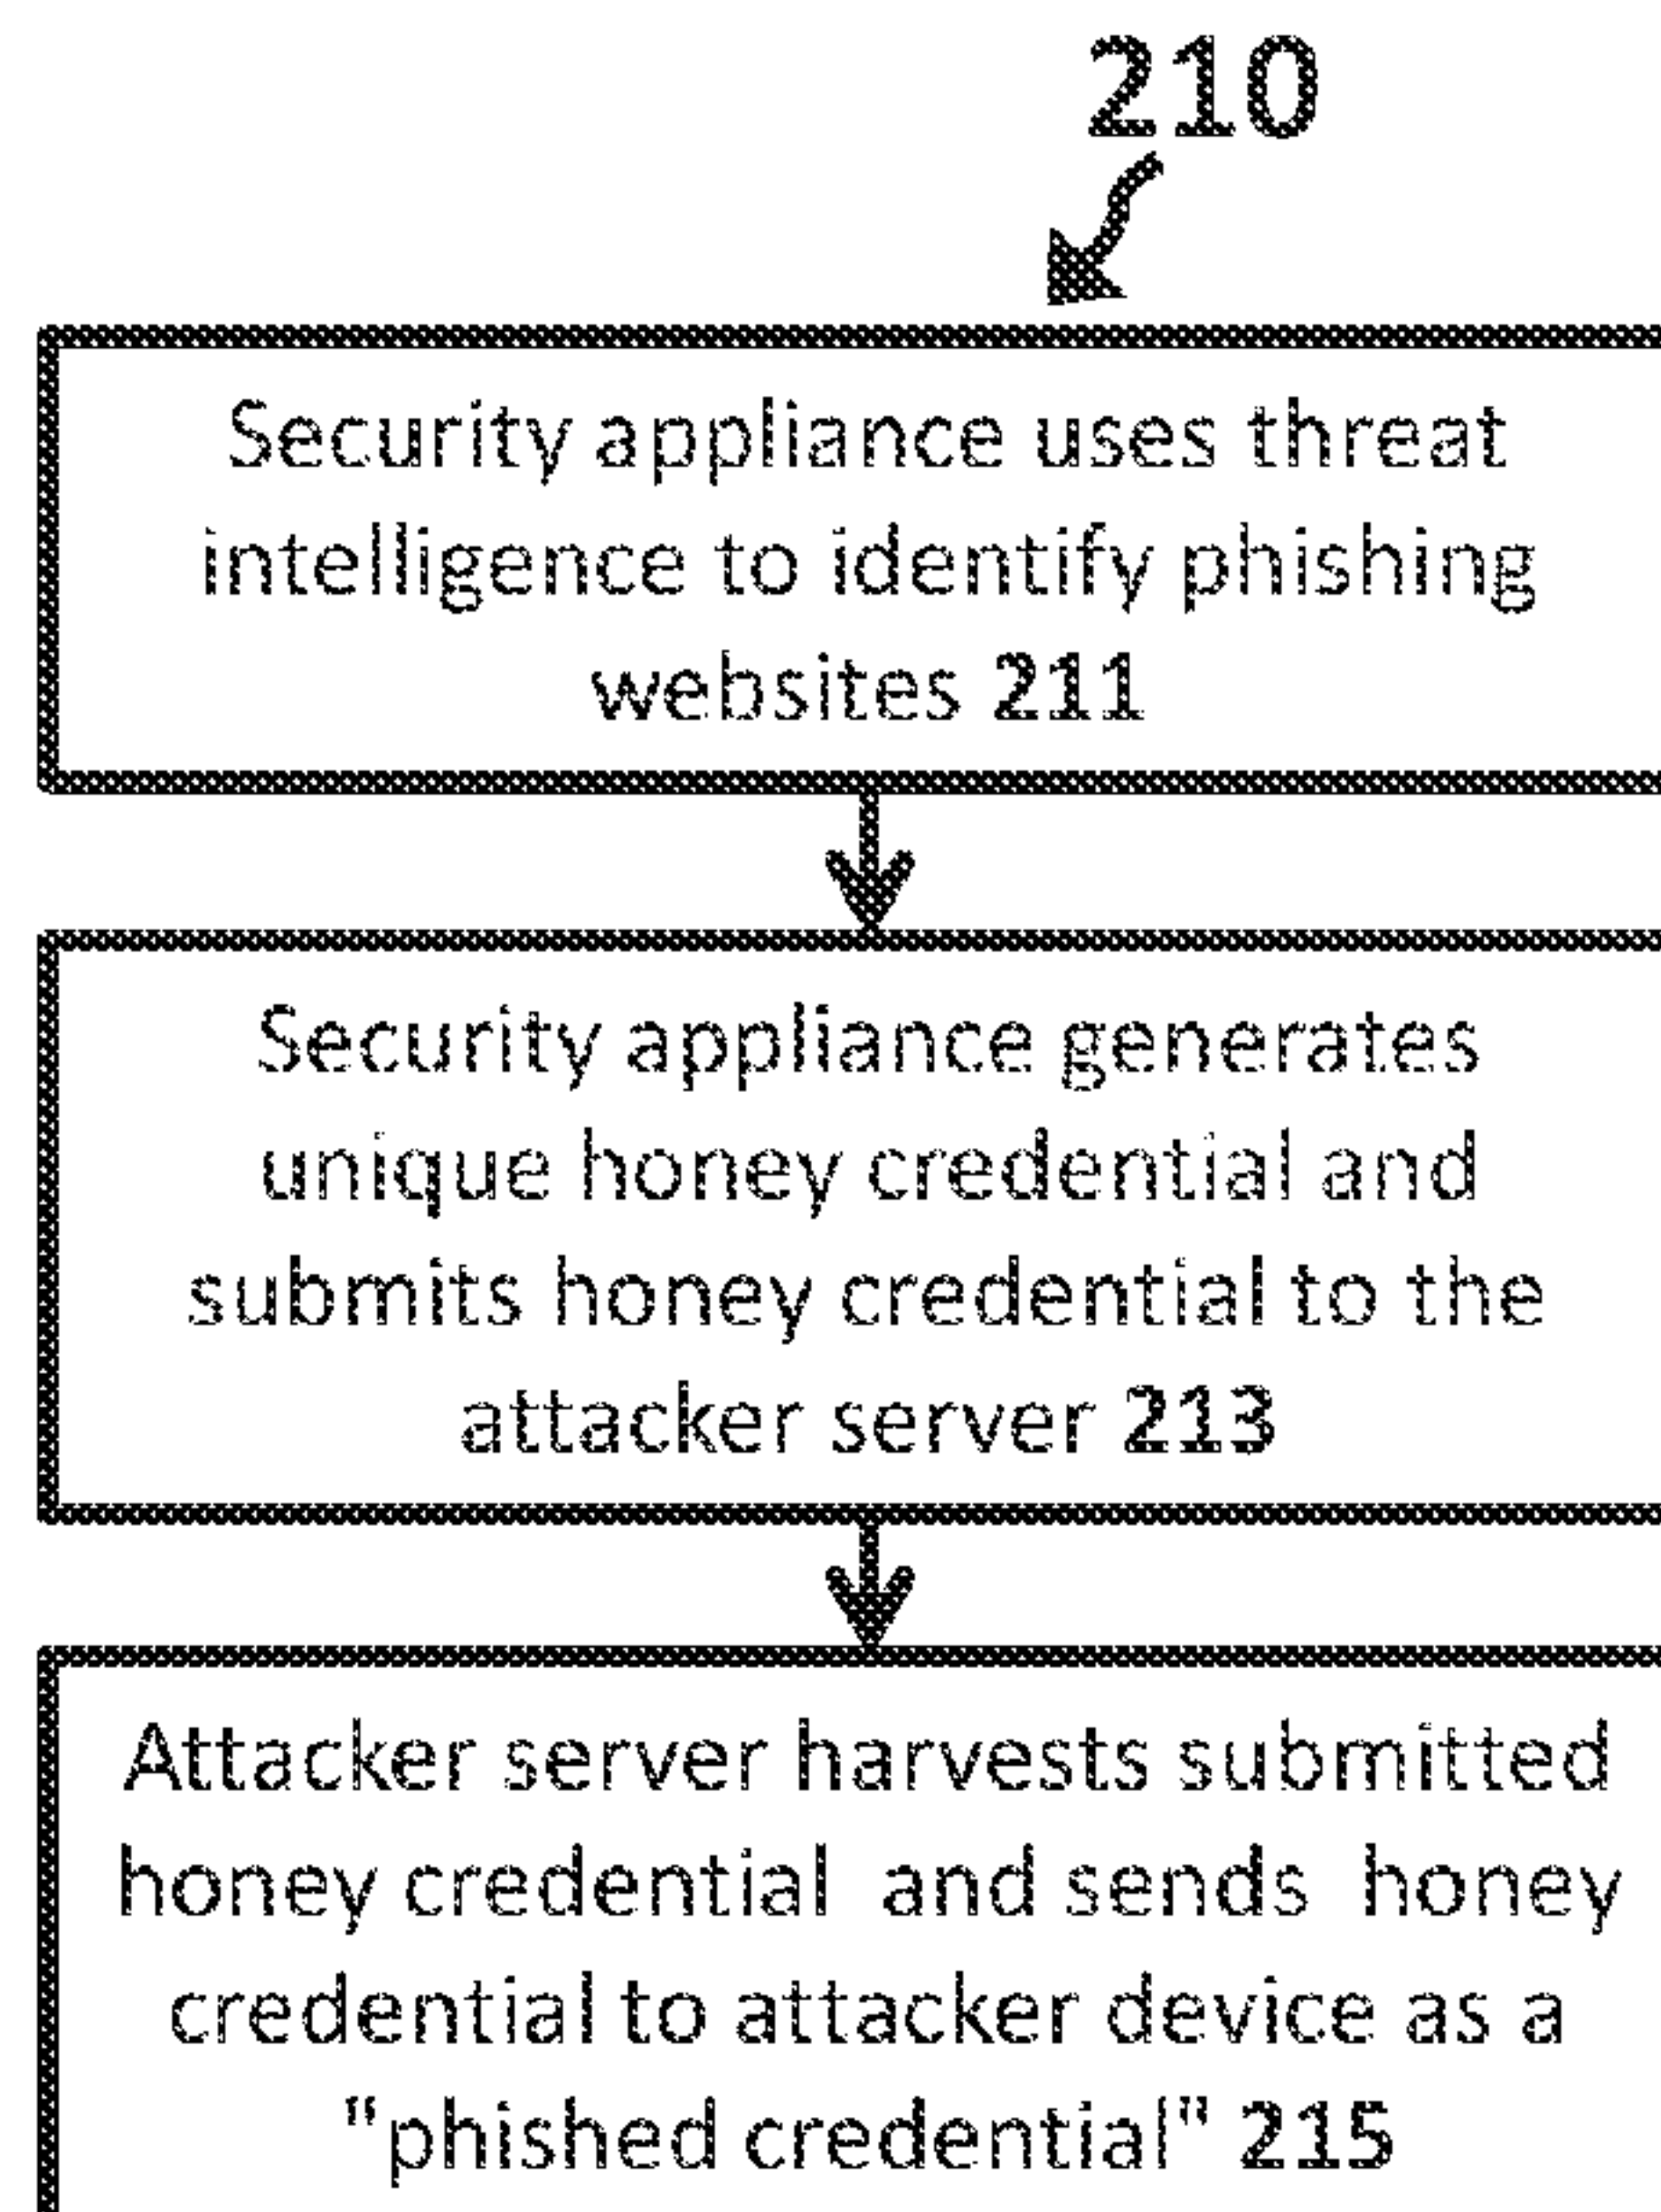 210
Security appliance uses threat
intelligence to identify phishing
websites 211
Security appliance generates
unique honey credential and
submits honey credential to the
attacker server 213
Attacker server harvests submitted
honey credential and sends honey
credential to attacker device as a
"phished credential" 215